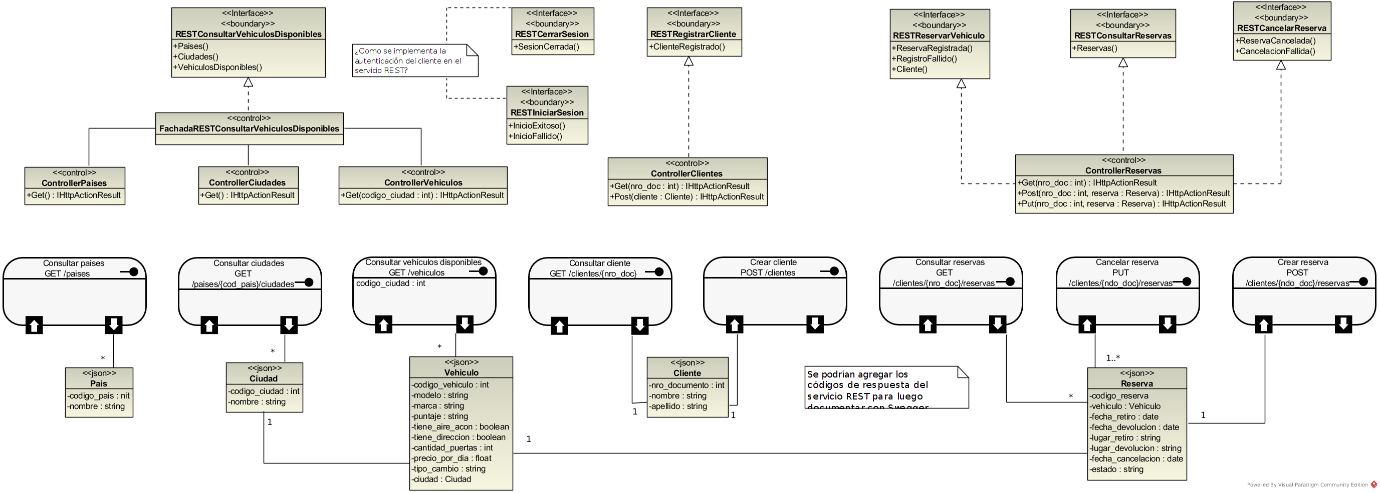 <<Interface>>
<<boundary>>
RESTConsultarVehiculosDisponibles
+Paises()
+Ciudades()
+VehiculosDisponibles()
<<Interface>>
<<boundary>>
RESTCerrarSesion
+SesionCerrada()
¿Como se implementa la
autenticación del cliente en el
servicio REST?
<<Interface>>
<<boundary>>
RESTIniciarSesion
+InicioExitoso()
+InicioFallido()
<<Interface>>
<<boundary>>
RESTRegistrarCliente
+ClienteRegistrado()
<<Interface>>
<<boundary>>
RESTReservarVehiculo
+ReservaRegistrada()
+RegistroFallido()
+Cliente()
<<Interface>>
<<boundary>>
RESTConsultarReservas
+Reservas()
<<Interface>>
<<boundary>>
RESTCancelarReserva
+ReservaCancelada()
+CancelacionFallida()
<<control>>
FachadaRESTConsultarVehiculosDisponibles
<<control>>
ControllerPaises
+Get() : IHttpActionResult
<<control>>
ControllerCiudades
+Get() : IHttpActionResult
<<control>>
ControllerVehiculos
+Get(codigo_ciudad : int) : IHttpActionResult
<<control>>
ControllerClientes
+Get(nro_doc : int) : IHttpActionResult
+Post(cliente : Cliente) : IHttpActionResult
<<control>>
ControllerReservas
+Get(nro_doc : int) : IHttpActionResult
+Post(nro_doc : int, reserva : Reserva) : IHttpActionResult
+Put(nro_doc : int, reserva : Reserva) : IHttpActionResult
Consultar paises
GET /paises
Consultar ciudades
GET
/paises/{cod_pais}/ciudades
Consultar vehiculos disponibles
GET /vehiculos
codigo_ciudad : int
Consultar cliente
GET /clientes/{nro_doc}
Crear cliente
POST /clientes
Consultar reservas
GET
/clientes/{nro_doc}/reservas
Cancelar reserva
PUT
/clientes/{ndo_doc}/reservas
Crear reserva
POST
/clientes/{ndo_doc}/reservas
*
*
*
1..*
<<json>>
Pais
-codigo_pais : nit
-nombre : string
<<json>>
Ciudad
-codigo_ciudad : int
-nombre : string
1
<<json>>
Vehiculo
-codigo_vehiculo : int
-modelo : string
-marca : string
-puntaje : string
-tiene_aire_acon : boolean
-tiene_direccion : boolean
-cantidad_puertas : int
-precio_por_dia : float
-tipo_cambio : string
-ciudad : Ciudad
1
<<json>>
Cliente
-nro_documento : int
-nombre : string
-apellido : string
1
1
Se podrian agregar los
códigos de respuesta del
servicio REST para luego
documentar con Swagger
*
<<json>>
Reserva
-codigo_reserva
-vehiculo : Vehiculo
-fecha_retiro : date
-fecha_devolucion : date
-lugar_retiro : string
-lugar_devolucion : string
-fecha_cancelacion : date
-estado : string
1
Powered By Visual Paradigm Community Edition